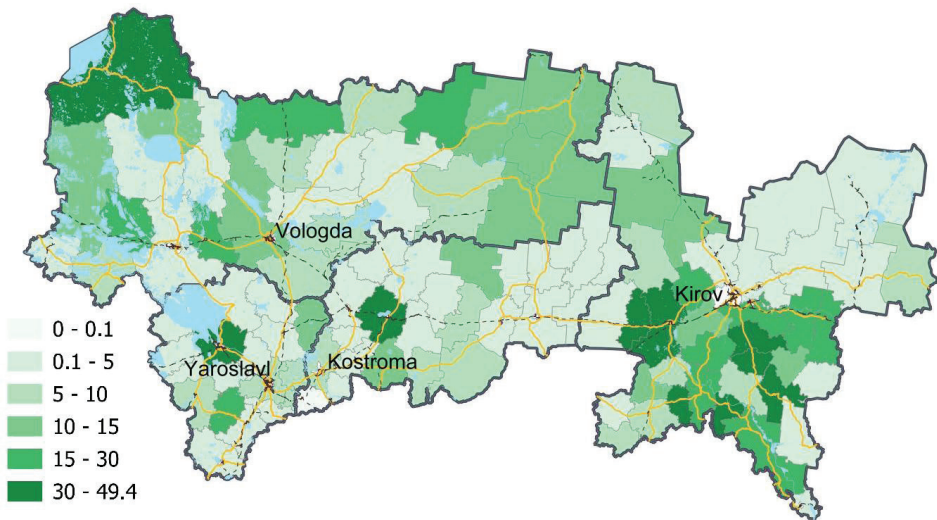 Vologda
Kirov
Yaroslavl
Kostroma
0 - 0.1
0.1 - 5
5 - 10
10 - 15
15 - 30
30 - 49.4